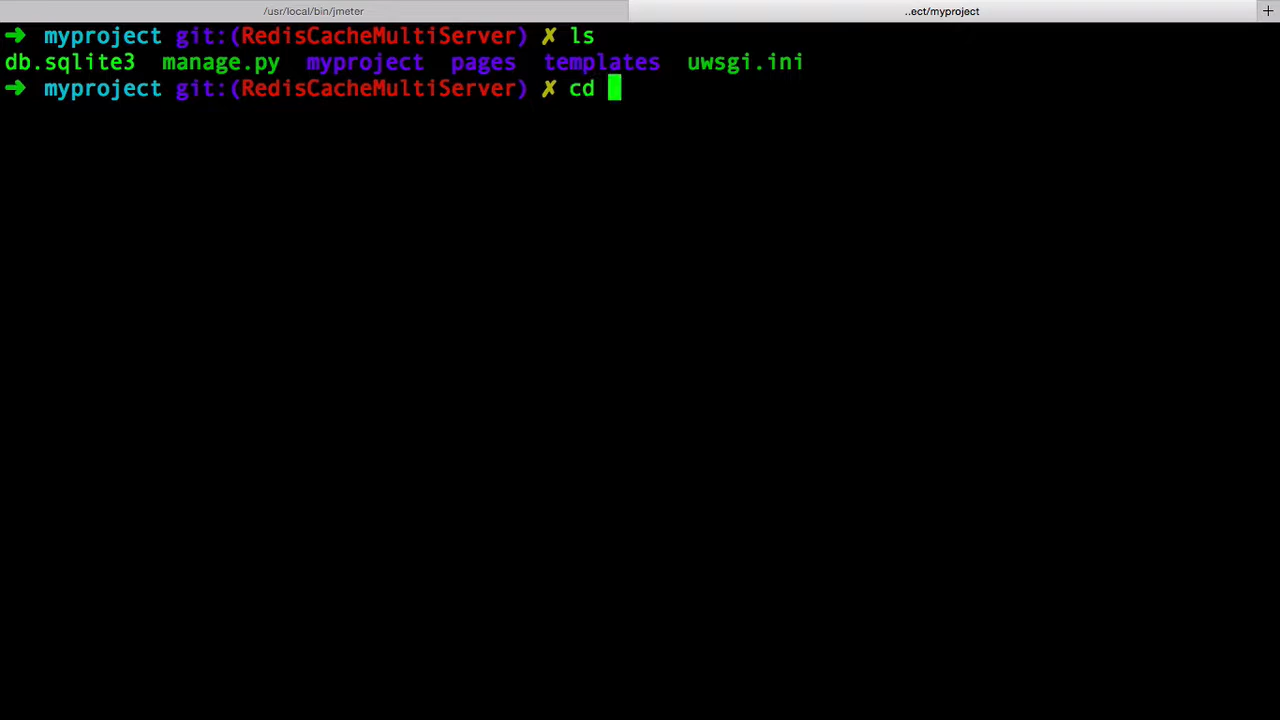 /usr/local/bin/jmeter ..ect/myproject +
➜ myproject git:(RedisCacheMultiServer) ✗ ls
db.sqlite3 manage.py myproject pages templates uwsgi.ini
➜ myproject git:(RedisCacheMultiServer) ✗ cd